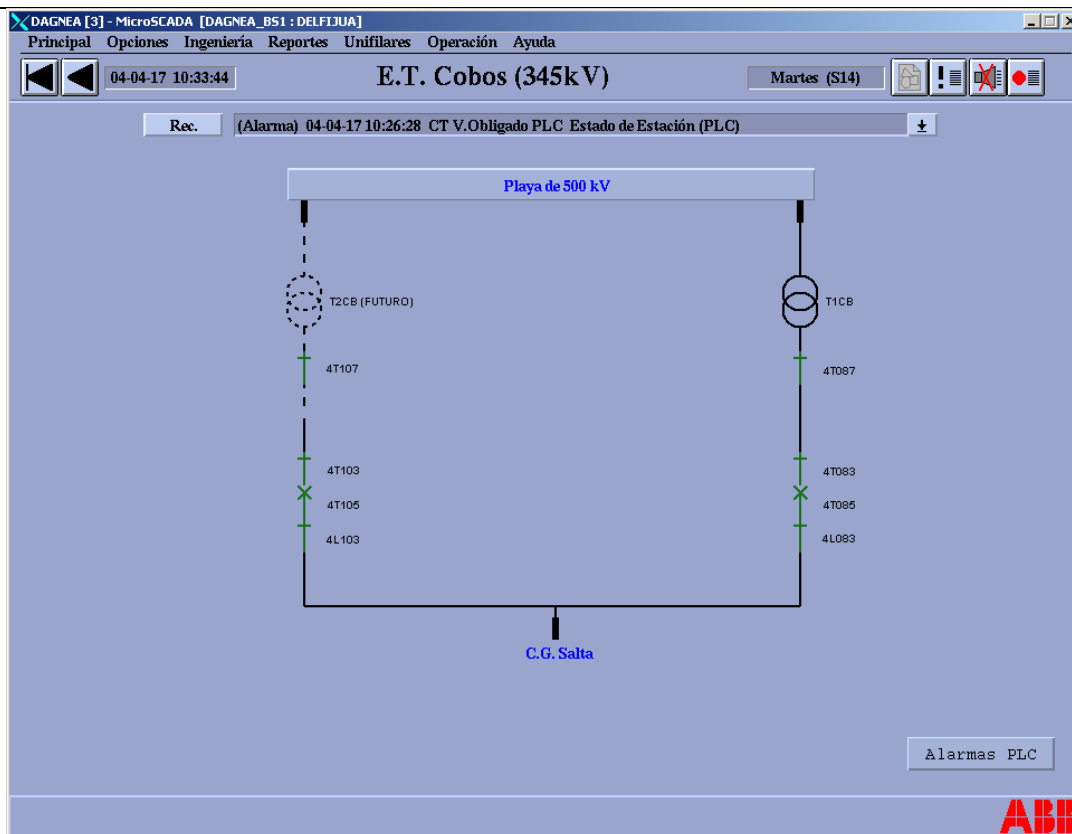 DAGNEA [3] - MicroSCADA [DAGNEA_BS1 : DELFIJUA]
Principal Opciones Ingeniería Reportes Unifilares Operación Ayuda
04-04-17 10:33:44 E.T. Cobos (345kV) Martes (S14)
Rec. (Alarma) 04-04-17 10:26:28 CT V.Obligado PLC Estado de Estación (PLC)
Playa de 500 kV
T2CB (FUTURO) T1CB
4T107 4T087
4T103 4T083
4T105 4T085
4L103 4L083
C.G. Salta
Alarmas PLC
ABB